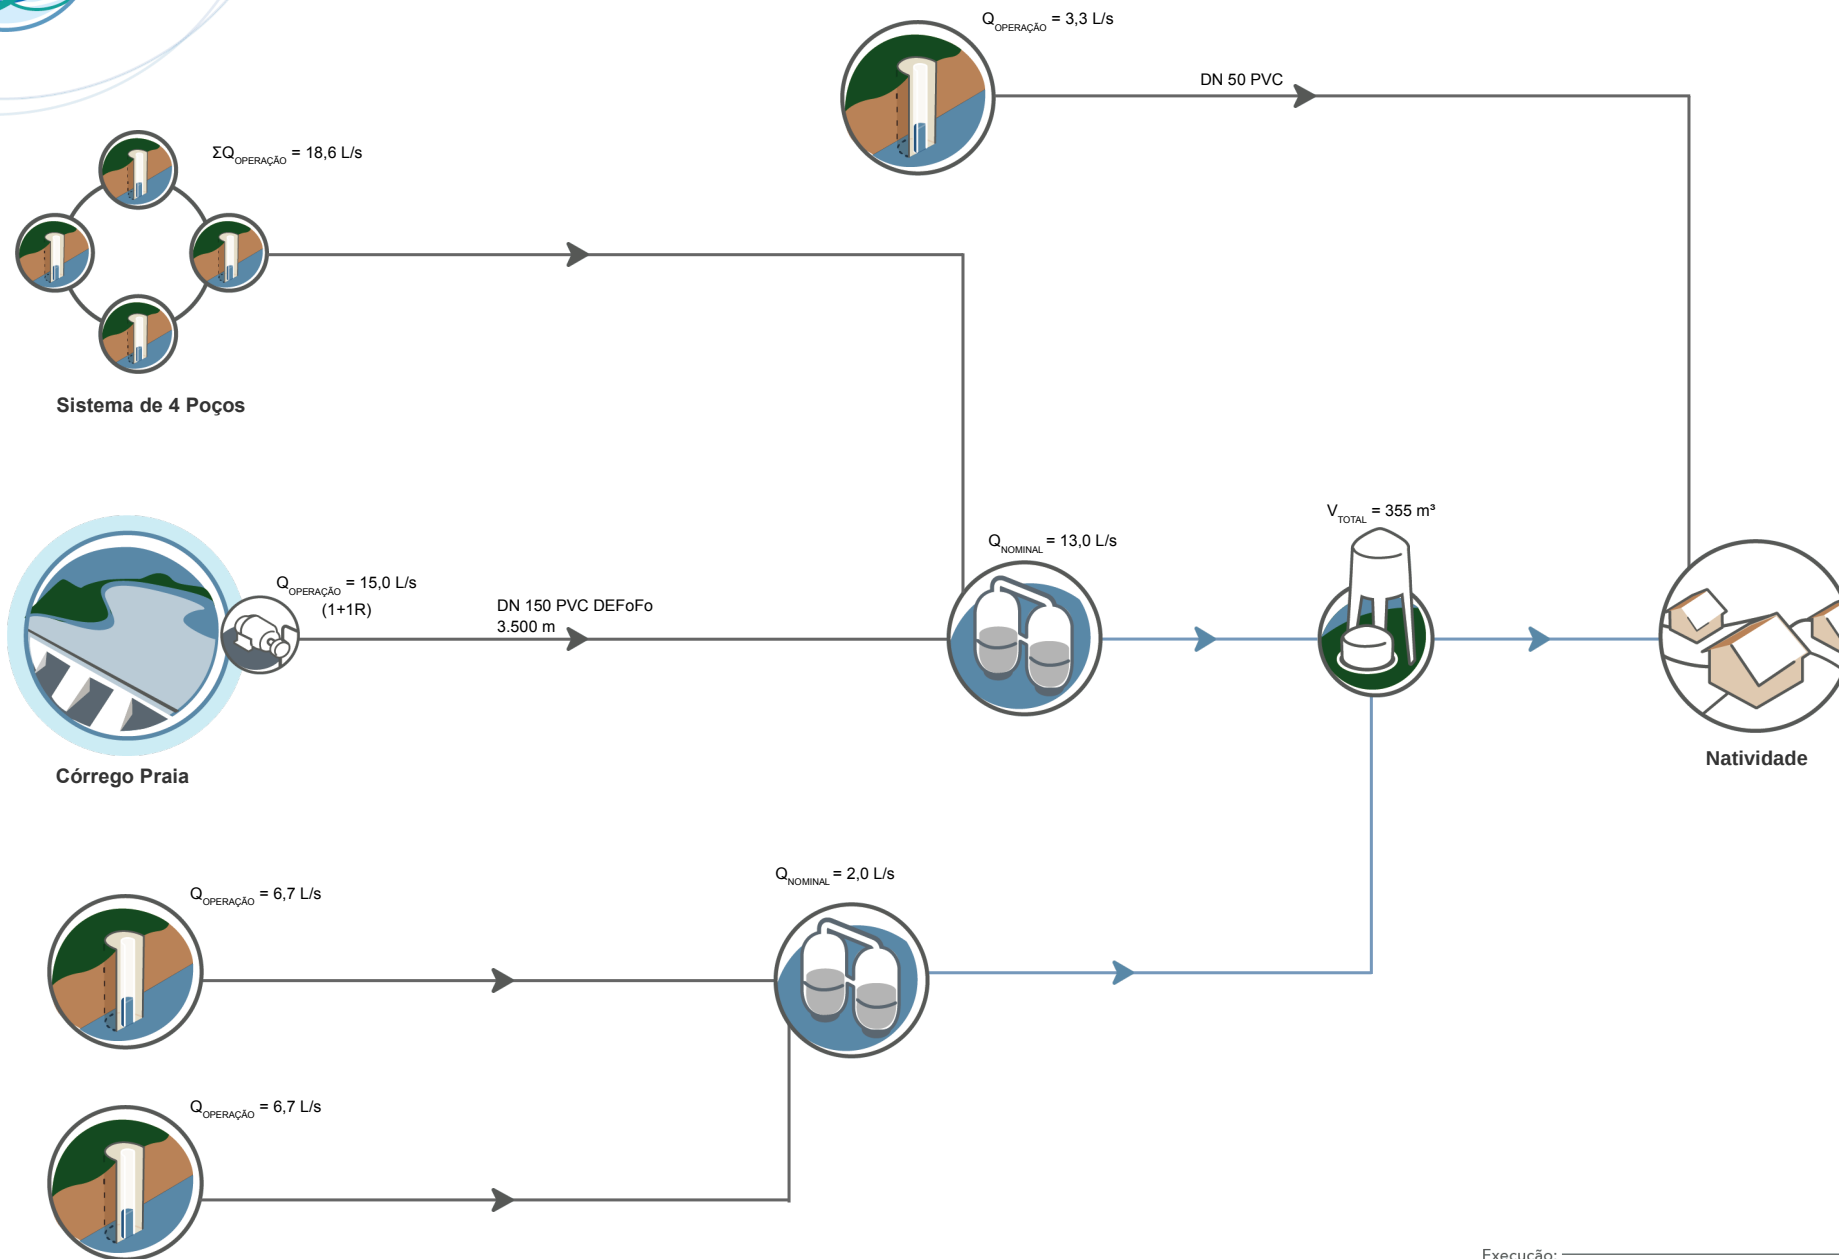 Q OPERAÇÃO = 3,3 L/s
DN 50 PVC
ΣQ OPERAÇÃO = 18,6 L/s
Sistema de 4 Poços
V TOTAL = 355 m³
Q NOMINAL = 13,0 L/s
Q OPERAÇÃO = 15,0 L/s
(1+1R)
DN 150 PVC DEFoFo
3.500 m
Natividade
Córrego Praia
Q NOMINAL = 2,0 L/s
Q OPERAÇÃO = 6,7 L/s
Q OPERAÇÃO = 6,7 L/s
Execução: